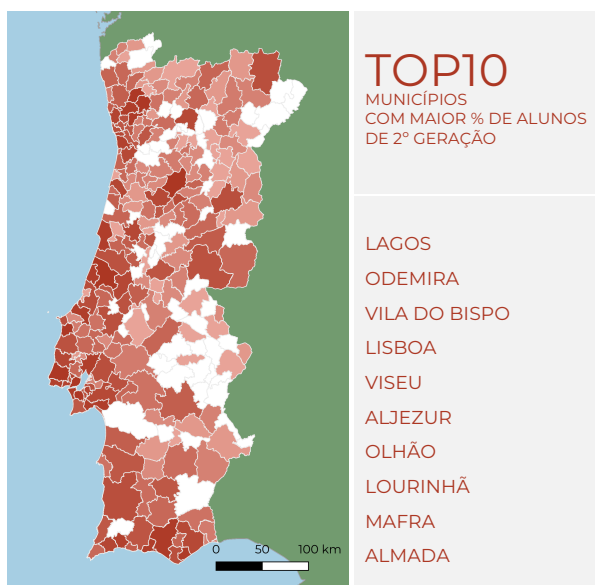 TOP10
MUNICÍPIOS
COM MAIOR % DE ALUNOS
DE 2º GERAÇÃO
LAGOS
ODEMIRA
VILA DO BISPO
LISBOA
VISEU
ALJEZUR
OLHÃO
LOURINHÃ
MAFRA
ALMADA
0 50 100 km